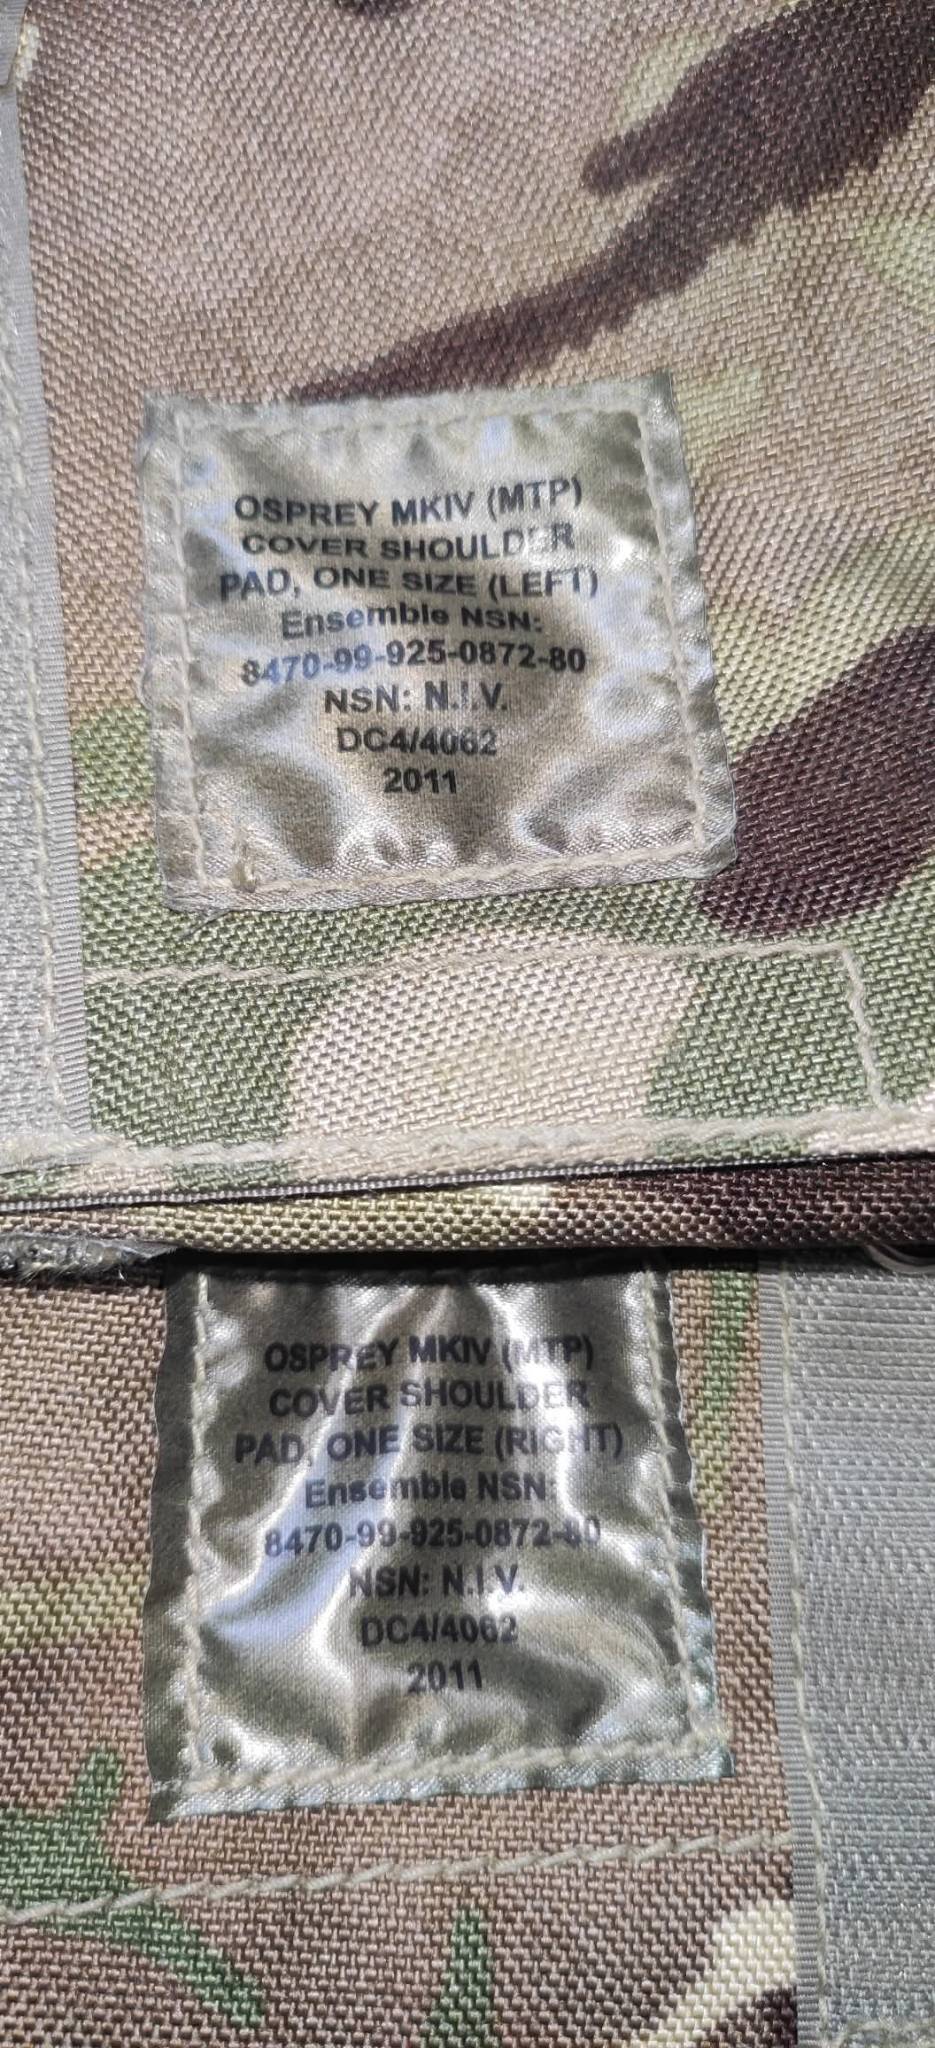 OSPREY MKIV (MTP)
COVER SHOULDER
PAD, ONE SIZE (LEFT)
Ensemble NSN:
8470-99-925-0872-80
NSN: N.I.V.
DC4/4062
2011
OSPREY MKIV (MTP)
COVER SHOULDER
PAD, ONE SIZE (RIGHT)
Ensemble NSN:
8470-99-925-0872-80
NSN: N.I.V.
DC4/4062
2011